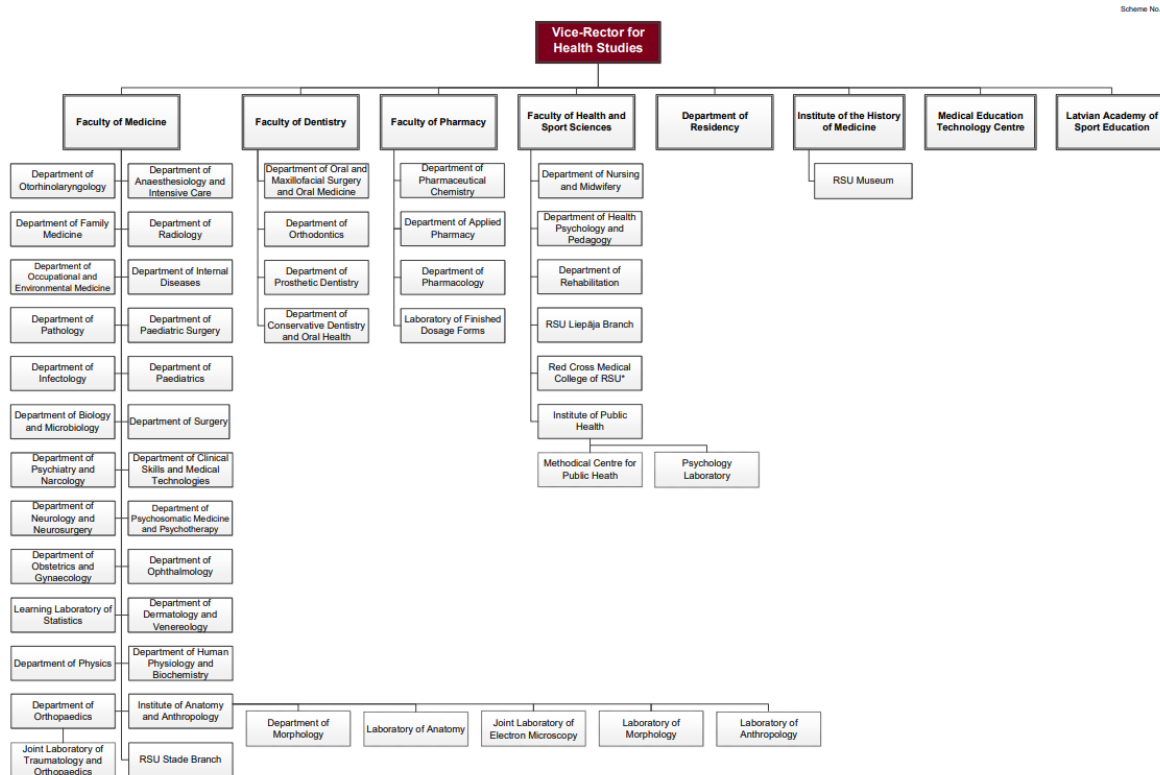 Scheme No.
Vice-Rector for
Health Studies
Faculty of Medicine
Faculty of Dentistry
Faculty of Pharmacy
Faculty of Health and
Sport Sciences
Department of
Residency
Institute of the History
of Medicine
Medical Education
Technology Centre
Latvian Academy of
Sport Education
Department of
Otorhinolaryngology
Department of
Anaesthesiology and
Intensive Care
Department of Oral and
Maxillofacial Surgery
and Oral Medicine
Department of
Pharmaceutical
Chemistry
Department of Nursing
and Midwifery
RSU Museum
Department of Family
Medicine
Department of
Radiology
Department of
Orthodontics
Department of Applied
Pharmacy
Department of Health
Psychology and
Pedagogy
Department of
Occupational and
Environmental Medicine
Department of Internal
Diseases
Department of
Prosthetic Dentistry
Department of
Pharmacology
Department of
Rehabilitation
Department of
Pathology
Department of
Paediatric Surgery
Department of
Conservative Dentistry
and Oral Health
Laboratory of Finished
Dosage Forms
RSU Liepāja Branch
Department of
Infectology
Department of
Paediatrics
Red Cross Medical
College of RSU*
Department of Biology
and Microbiology
Department of Surgery
Institute of Public
Health
Department of
Psychiatry and
Narcology
Department of Clinical
Skills and Medical
Technologies
Methodical Centre for
Public Heath
Psychology
Laboratory
Department of
Neurology and
Neurosurgery
Department of
Psychosomatic Medicine
and Psychotherapy
Department of
Obstetrics and
Gynaecology
Department of
Ophthalmology
Learning Laboratory of
Statistics
Department of
Dermatology and
Venereology
Department of Physics
Department of Human
Physiology and
Biochemistry
Department of
Orthopaedics
Institute of Anatomy
and Anthropology
Department of
Morphology
Laboratory of Anatomy
Joint Laboratory of
Electron Microscopy
Laboratory of
Morphology
Laboratory of
Anthropology
Joint Laboratory of
Traumatology and
Orthopaedics
RSU Stade Branch